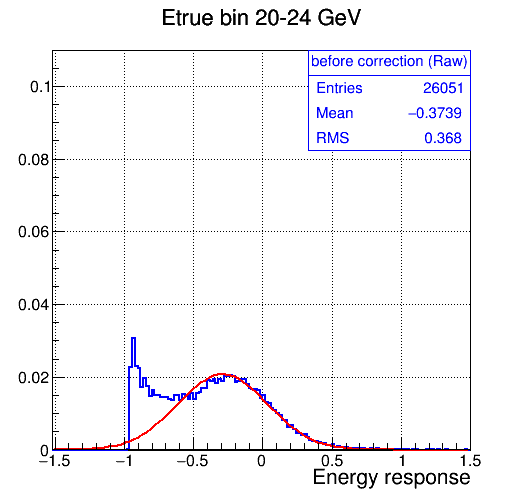 Etrue bin 20-24 GeV
before correction (Raw)
Entries 26051
Mean −0.3739
RMS 0.368
0.1
0.08
0.06
0.04
0.02
0
−1.5 −1 −0.5 0 0.5 1 1.5
Energy response